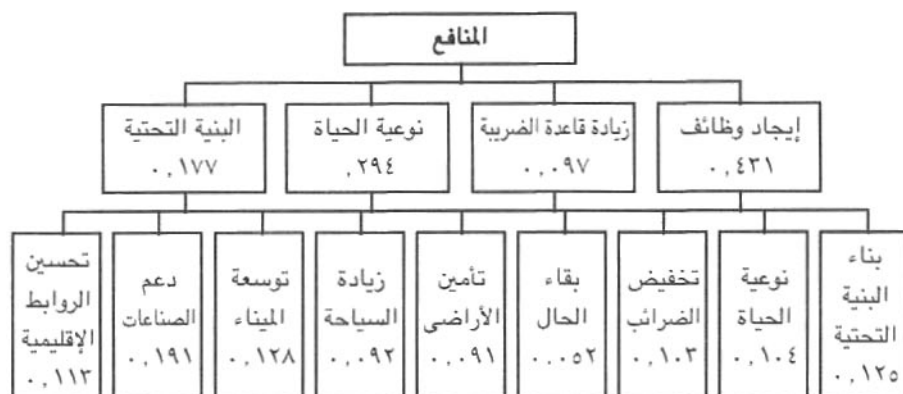 المنافع
إيجاد وظائف
٠,٤٣١
زيادة قاعدة الضريبة
٠,٠٩٧
نوعية الحياة
,٢٩٤
البنية التحتية
٠,١٧٧
بناء
البنية
التحتية
٠,١٢٥
نوعية
الحياة
٠,١٠٤
تخفيض
الضرائب
٠,١٠٣
بقاء
الحال
٠,٠٥٢
تأمين
الأراضى
٠,٠٩١
زيادة
السياحة
٠,٠٩٢
توسعة
الميناء
٠,١٢٨
دعم
الصناعات
٠,١٩١
تحسين
الروابط
الإقليمية
٠,١١٣